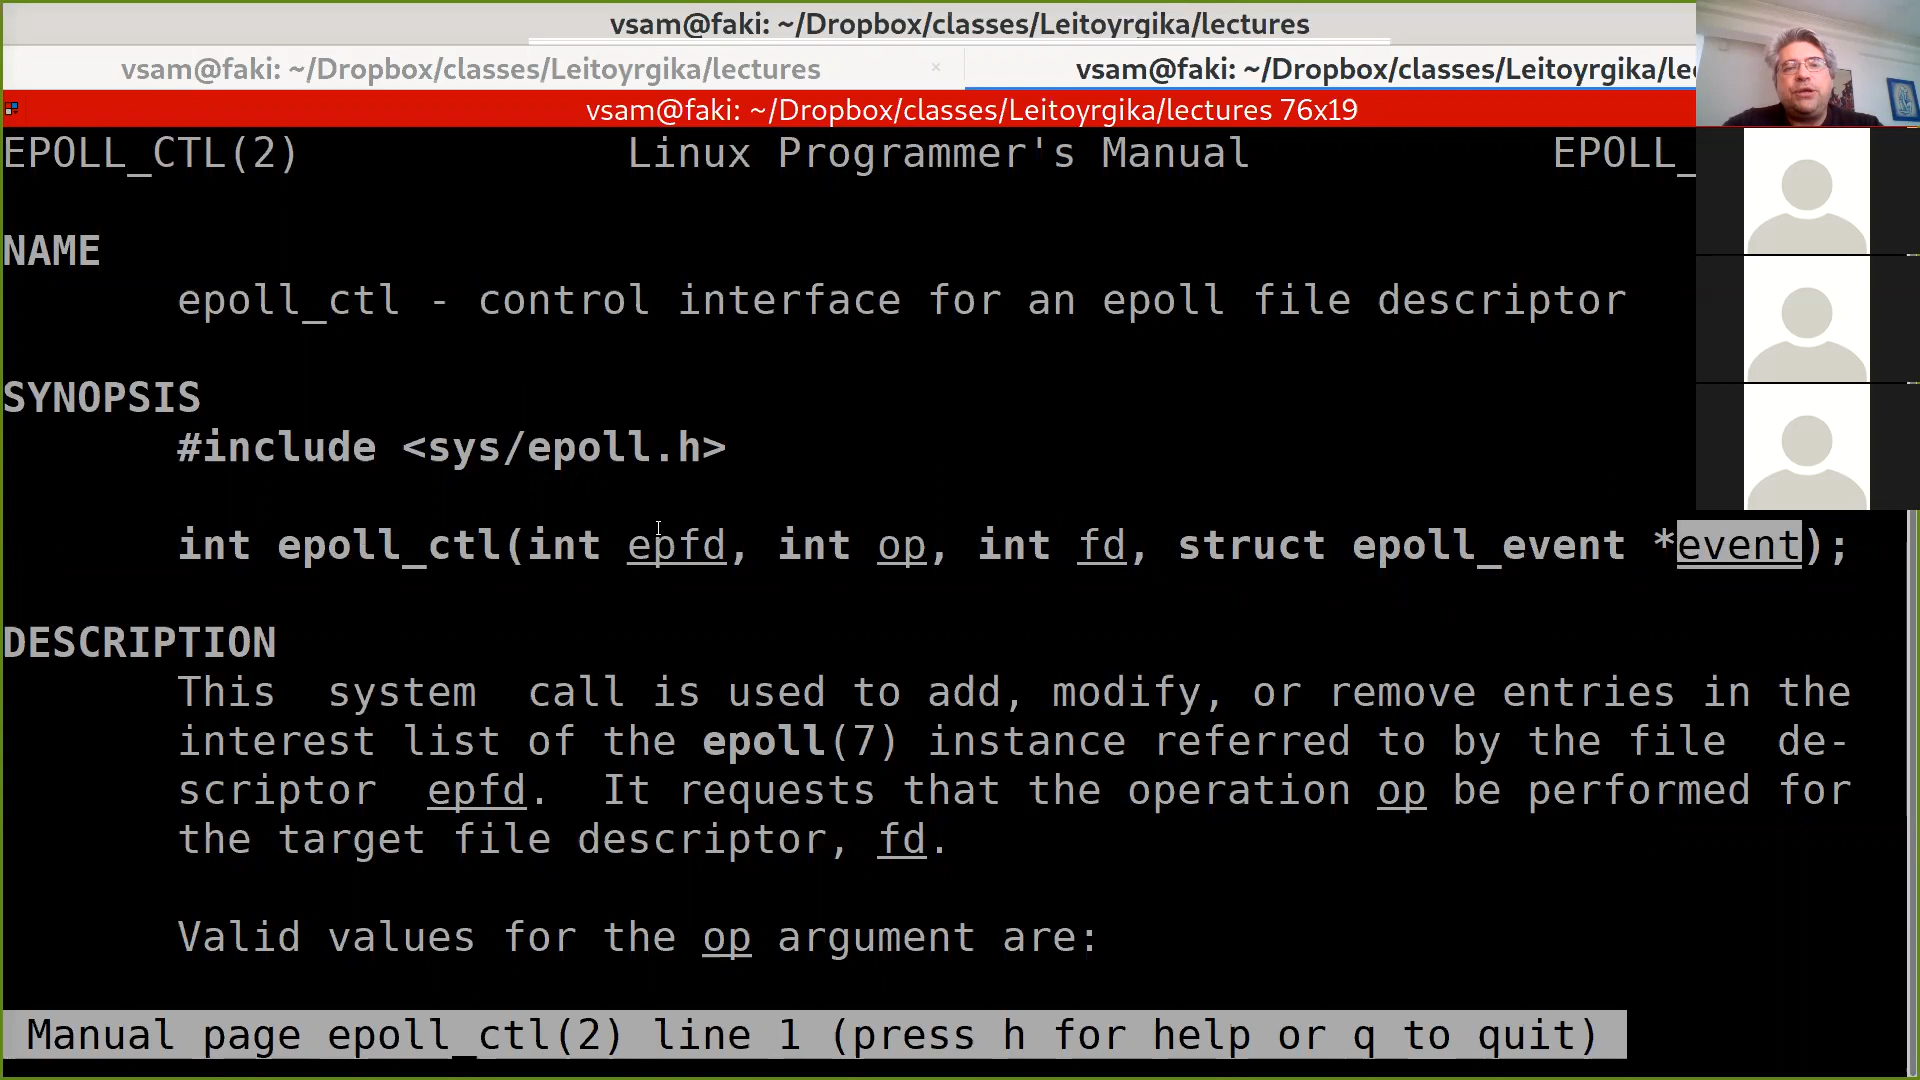 vsam@faki: ~/Dropbox/classes/Leitoyrgika/lectures
vsam@faki: ~/Dropbox/classes/Leitoyrgika/lectures × vsam@faki: ~/Dropbox/classes/Leitoyrgika/le
vsam@faki: ~/Dropbox/classes/Leitoyrgika/lectures 76x19
EPOLL_CTL(2) Linux Programmer's Manual EPOLL_
NAME
epoll_ctl - control interface for an epoll file descriptor
SYNOPSIS
#include <sys/epoll.h>
int epoll_ctl(int epfd, int op, int fd, struct epoll_event *event);
DESCRIPTION
This system call is used to add, modify, or remove entries in the
interest list of the epoll(7) instance referred to by the file de-
scriptor epfd. It requests that the operation op be performed for
the target file descriptor, fd.
Valid values for the op argument are:
Manual page epoll_ctl(2) line 1 (press h for help or q to quit)